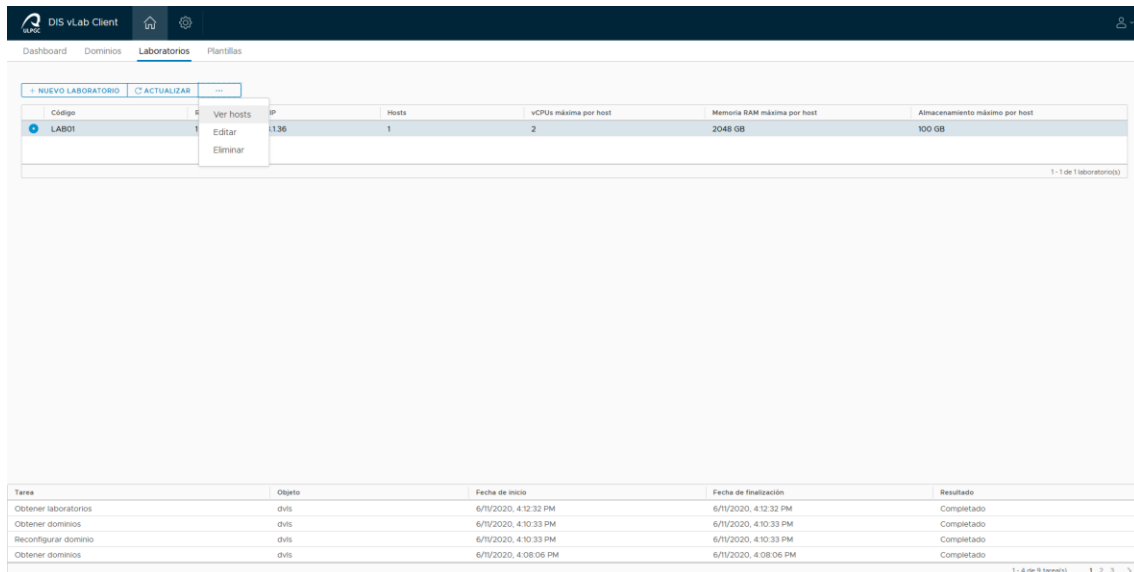 ULPGC DIS vLab Client
Dashboard Dominios Laboratorios Plantillas
+ NUEVO LABORATORIO ACTUALIZAR ...
Código IP Hosts vCPUs máxima por host Memoria RAM máxima por host Almacenamiento máximo por host
LAB01 1 .1.36 1 2 2048 GB 100 GB
Ver hosts
Editar
Eliminar
1 - 1 de 1 laboratorio(s)
Tarea Objeto Fecha de inicio Fecha de finalización Resultado
Obtener laboratorios dvls 6/11/2020, 4:12:32 PM 6/11/2020, 4:12:32 PM Completado
Obtener dominios dvls 6/11/2020, 4:10:33 PM 6/11/2020, 4:10:33 PM Completado
Reconfigurar dominio dvls 6/11/2020, 4:10:33 PM 6/11/2020, 4:10:33 PM Completado
Obtener dominios dvls 6/11/2020, 4:08:06 PM 6/11/2020, 4:08:06 PM Completado
1 - 4 de 9 tarea(s) 1 2 3 >